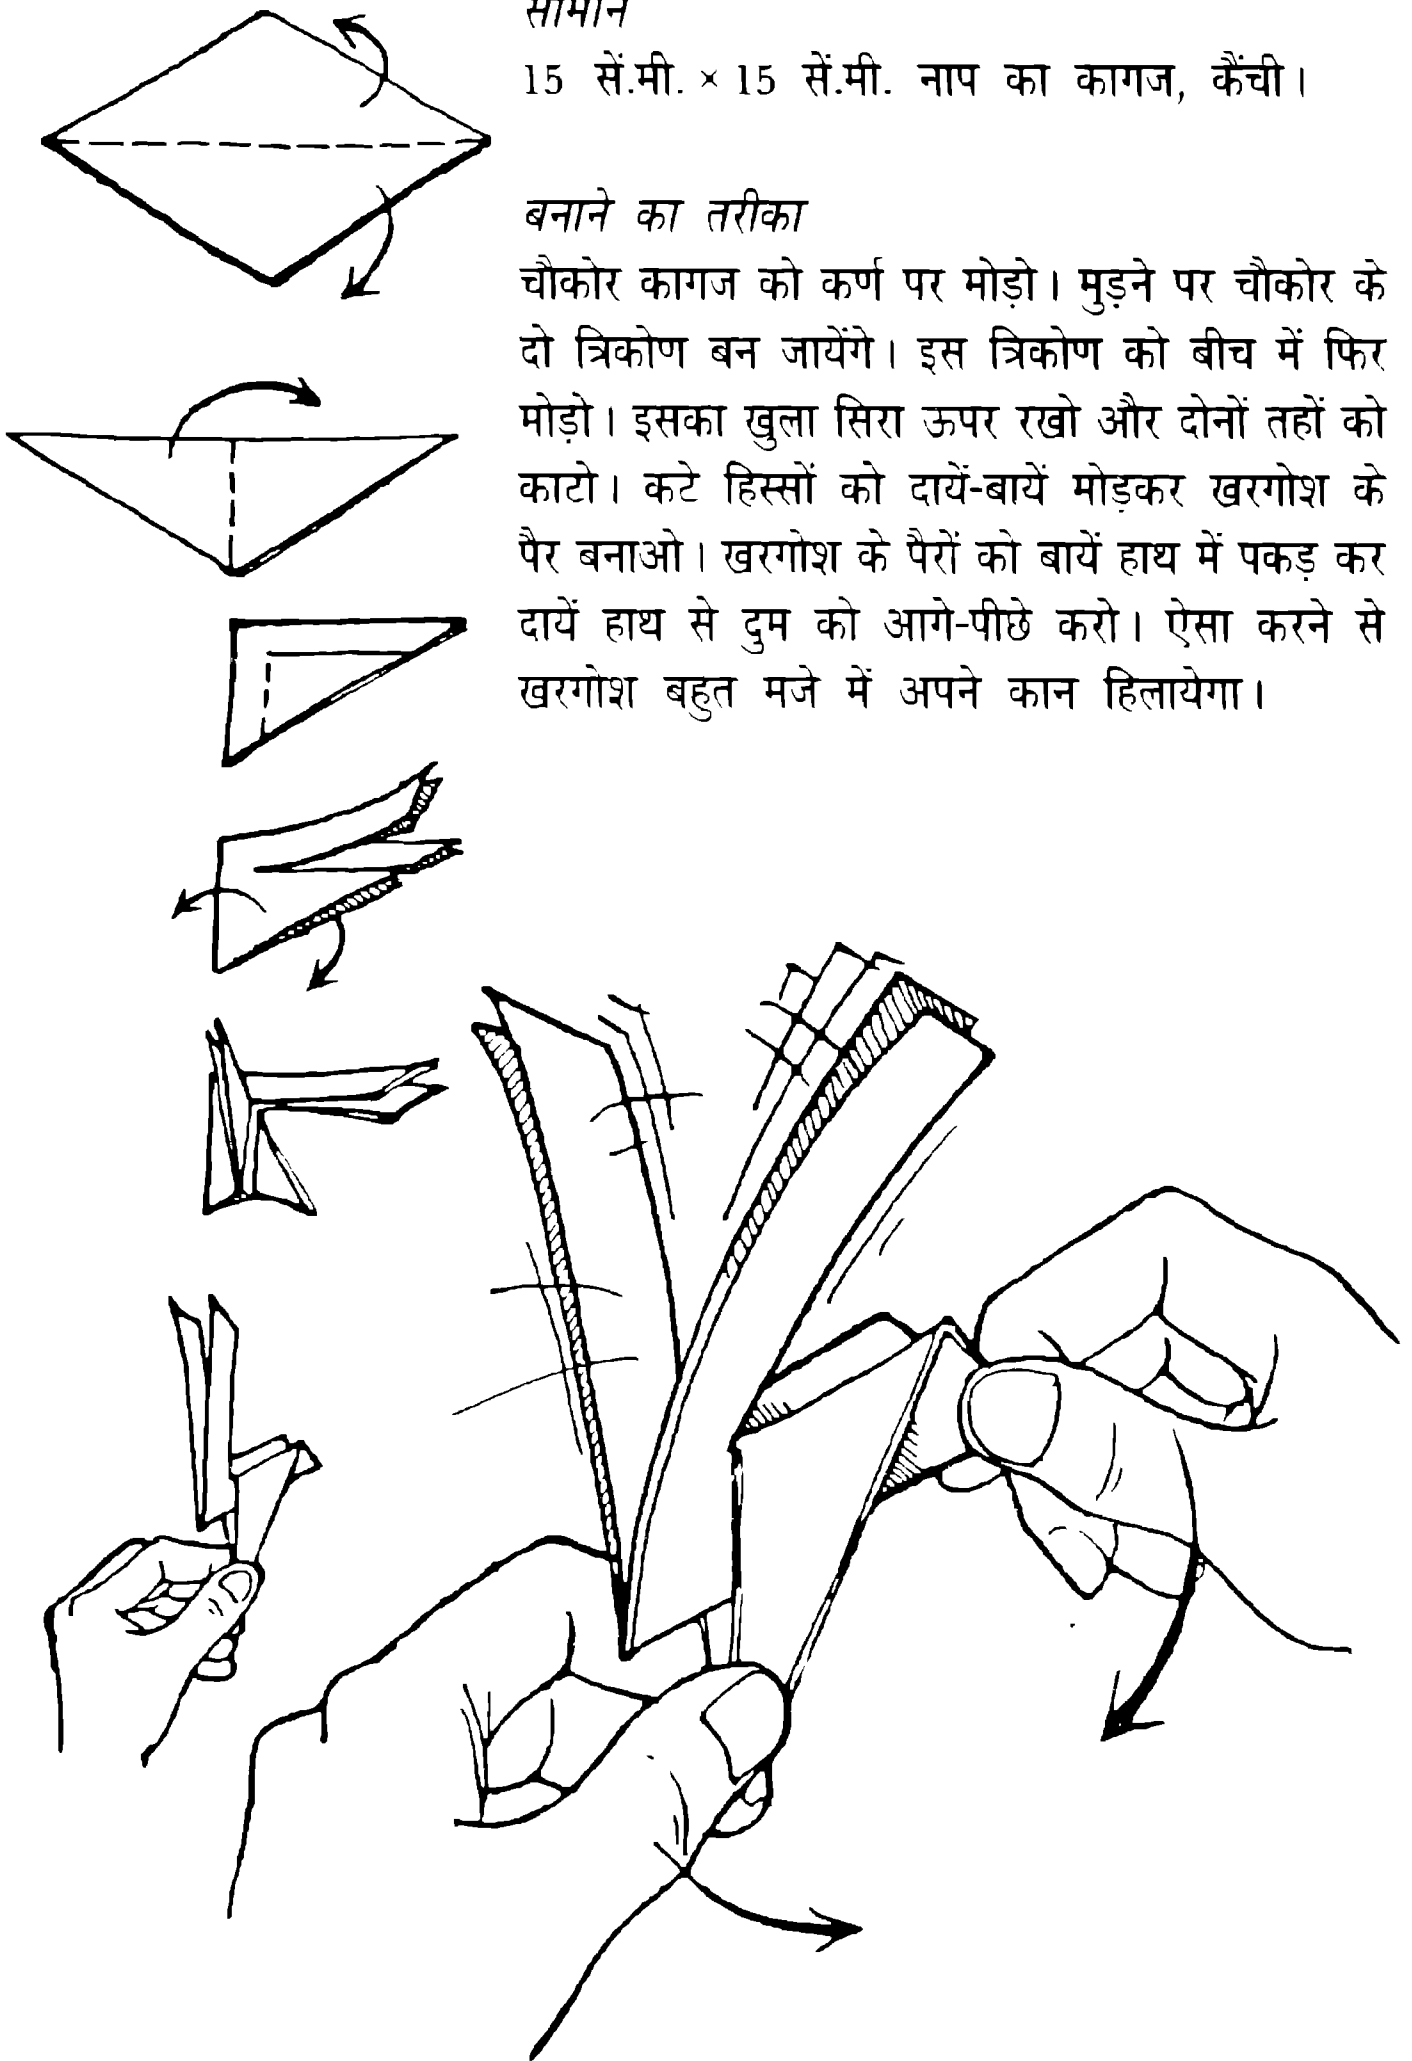 सामान
15 सें.मी. × 15 सें.मी. नाप का कागज, कैंची।
बनाने का तरीका
चौकोर कागज को कर्ण पर मोड़ो। मुड़ने पर चौकोर के
दो त्रिकोण बन जायेंगे। इस त्रिकोण को बीच में फिर
मोड़ो। इसका खुला सिरा ऊपर रखो और दोनों तहों को
काटो। कटे हिस्सों को दायें-बायें मोड़कर खरगोश के
पैर बनाओ। खरगोश के पैरों को बायें हाथ में पकड़ कर
दायें हाथ से दुम को आगे-पीछे करो। ऐसा करने से
खरगोश बहुत मजे में अपने कान हिलायेगा।